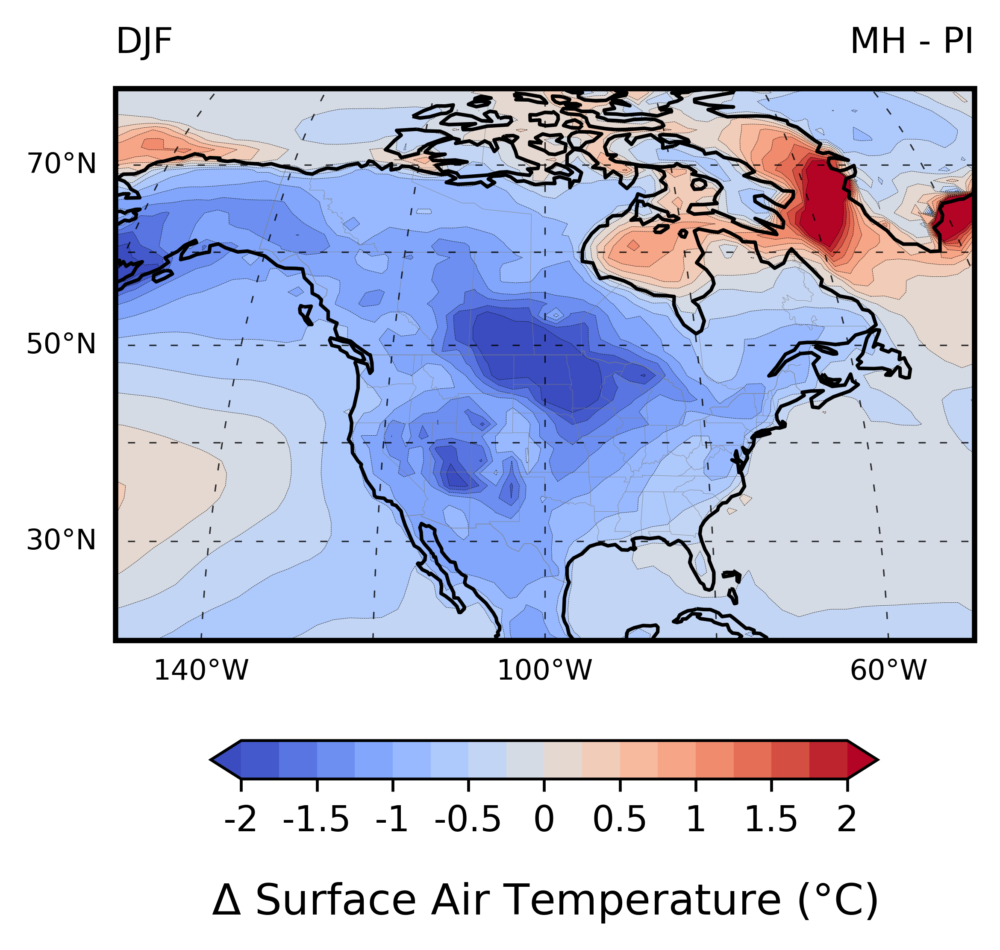 DJF MH - PI
70°N
50°N
30°N
140°W 100°W 60°W
-2 -1.5 -1 -0.5 0 0.5 1 1.5 2
Δ Surface Air Temperature (°C)